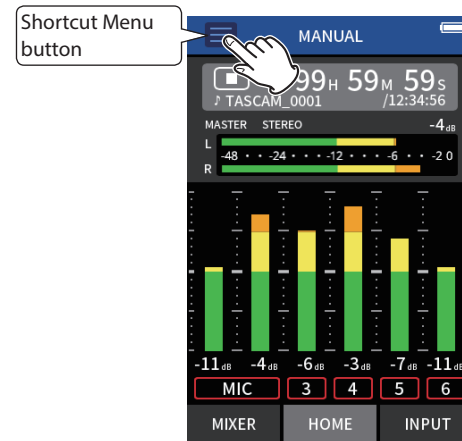 Shortcut Menu
button
MANUAL
99H 59M 59s
♪ TASCAM_0001 /12:34:56
MASTER STEREO -4dB
L
-48 -24 -12 -6 -2 0
R
-11dB -4dB -6dB -3dB -7dB -11dB
MIC 3 4 5 6
MIXER HOME INPUT